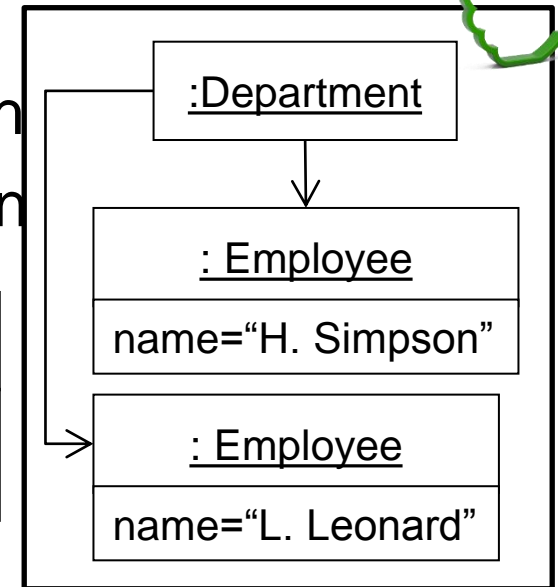 :Department
: Employee
name=“H. Simpson”
: Employee
name=“L. Leonard”